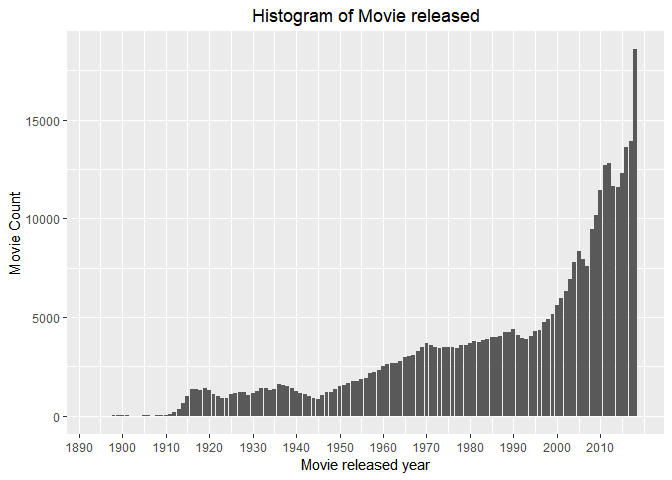 Histogram of Movie released
Movie Count
15000
10000
5000
0
1890 1900 1910 1920 1930 1940 1950 1960 1970 1980 1990 2000 2010
Movie released year